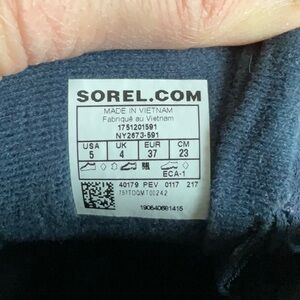 SOREL.COM
MADE IN VIETNAM
Fabriqué au Vietnam
1751201591
NY2673-591
USA UK EUR CM
5 4 37 23
ECA-1
40179 PEV 0117 217
190540681415